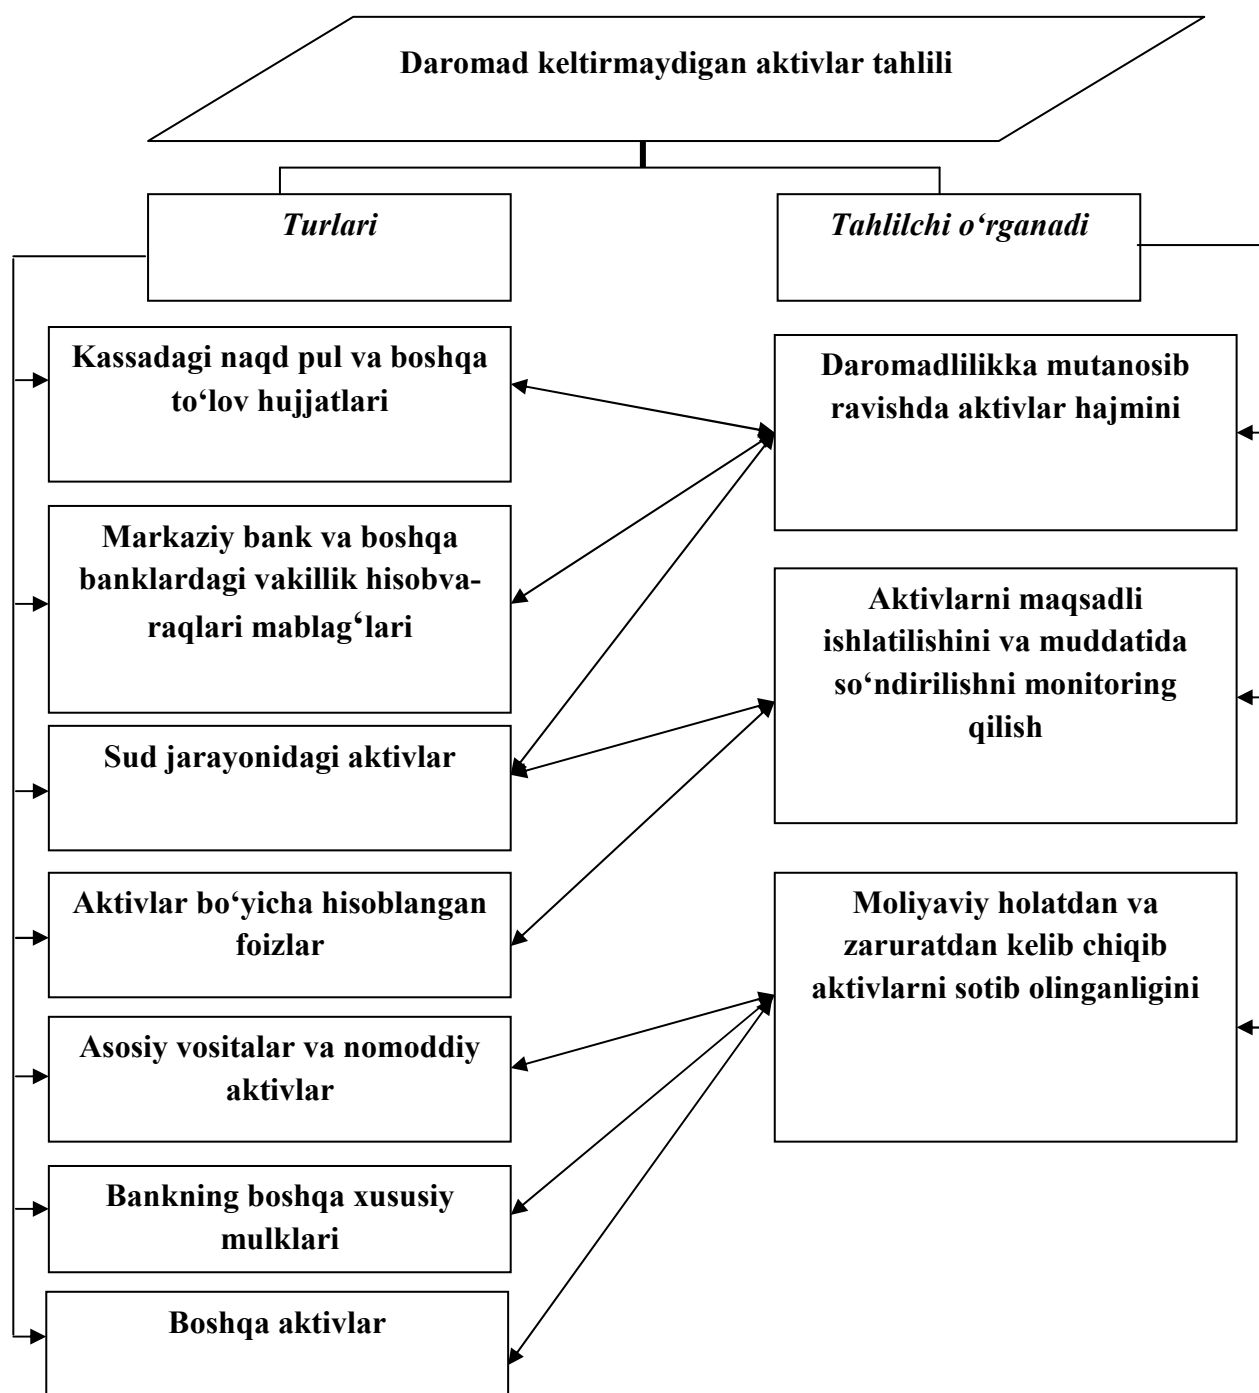 Daromad keltirmaydigan aktivlar tahlili
Turlari
Tahlilchi o‘rganadi
Kassadagi naqd pul va boshqa
to‘lov hujjatlari
Markaziy bank va boshqa
banklardagi vakillik hisobva-
raqlari mablag‘lari
Sud jarayonidagi aktivlar
Aktivlar bo‘yicha hisoblangan
foizlar
Asosiy vositalar va nomoddiy
aktivlar
Bankning boshqa xususiy
mulklari
Boshqa aktivlar
Daromadlilikka mutanosib
ravishda aktivlar hajmini
Aktivlarni maqsadli
ishlatilishini va muddatida
so‘ndirilishni monitoring
qilish
Moliyaviy holatdan va
zaruratdan kelib chiqib
aktivlarni sotib olinganligini